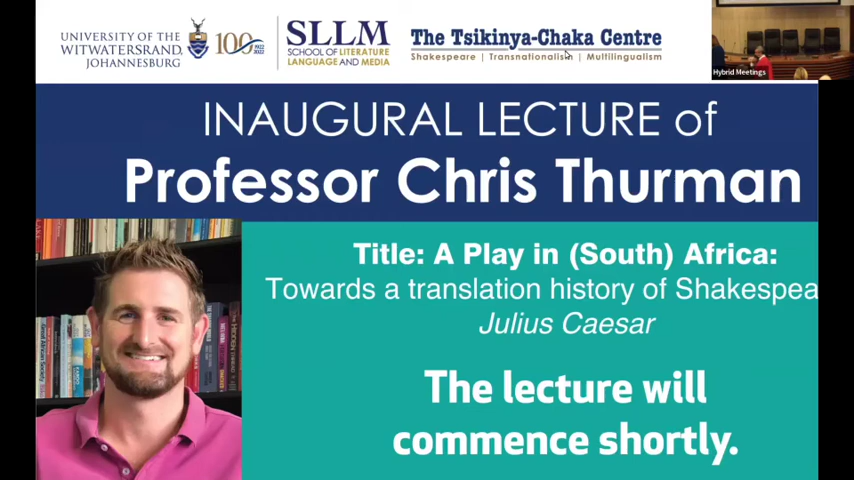 UNIVERSITY OF THE
WITWATERSRAND,
JOHANNESBURG
100
SLLM
SCHOOL OF LITERATURE
LANGUAGE AND MEDIA
The Tsikinya-Chaka Centre
Shakespeare | Transnationalism | Multilingualism
Hybrid Meetings
INAUGURAL LECTURE of
Professor Chris Thurman
Title: A Play in (South) Africa:
Towards a translation history of Shakespea
Julius Caesar
The lecture will
commence shortly.